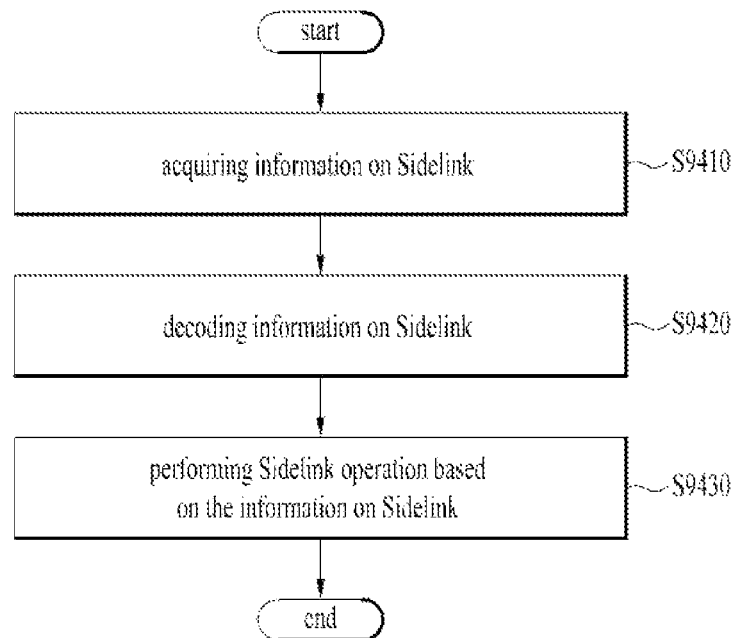 start
acquiring information on Sidelink
S9410
decoding information on Sidelink
S9420
performing Sidelink operation based
on the information on Sidelink
S9430
end